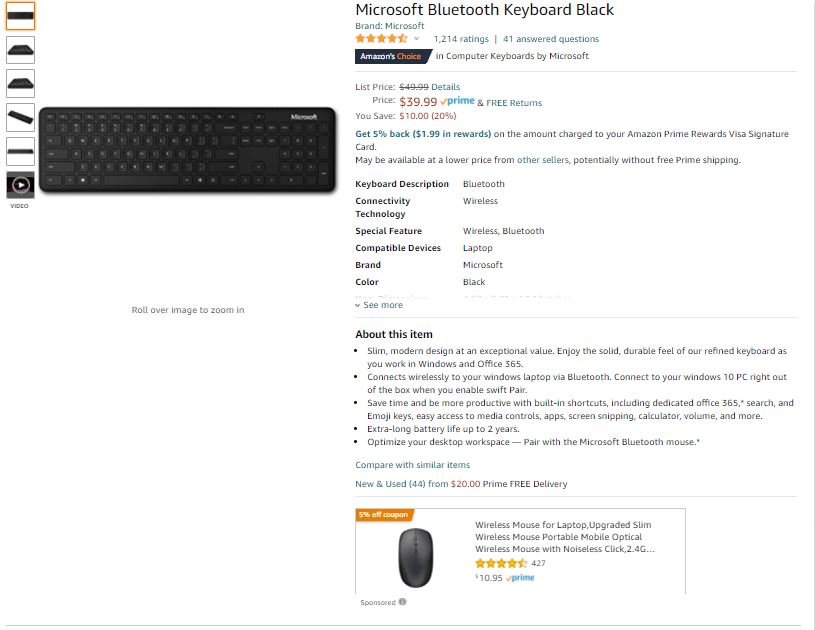 Microsoft Bluetooth Keyboard Black
Brand: Microsoft
1,214 ratings | 41 answered questions
Amazon's Choice in Computer Keyboards by Microsoft
List Price: $49.99 Details
Price: $39.99 prime & FREE Returns
You Save: $10.00 (20%)
Get 5% back ($1.99 in rewards) on the amount charged to your Amazon Prime Rewards Visa Signature
Card.
May be available at a lower price from other sellers, potentially without free Prime shipping.
Keyboard Description Bluetooth
Connectivity Wireless
Technology
Special Feature Wireless, Bluetooth
Compatible Devices Laptop
Brand Microsoft
Color Black
See more
Microsoft
VIDEO
Roll over image to zoom in
About this item
Slim, modern design at an exceptional value. Enjoy the solid, durable feel of our refined keyboard as
you work in Windows and Office 365.
Connects wirelessly to your windows laptop via Bluetooth. Connect to your windows 10 PC right out
of the box when you enable swift Pair.
Save time and be more productive with built-in shortcuts, including dedicated office 365,* search, and
Emoji keys, easy access to media controls, apps, screen snipping, calculator, volume, and more.
Extra-long battery life up to 2 years.
Optimize your desktop workspace — Pair with the Microsoft Bluetooth mouse.*
Compare with similar items
New & Used (44) from $20.00 Prime FREE Delivery
5% off coupon
Wireless Mouse for Laptop,Upgraded Slim
Wireless Mouse Portable Mobile Optical
Wireless Mouse with Noiseless Click,2.4G...
427
$10.95 prime
Sponsored